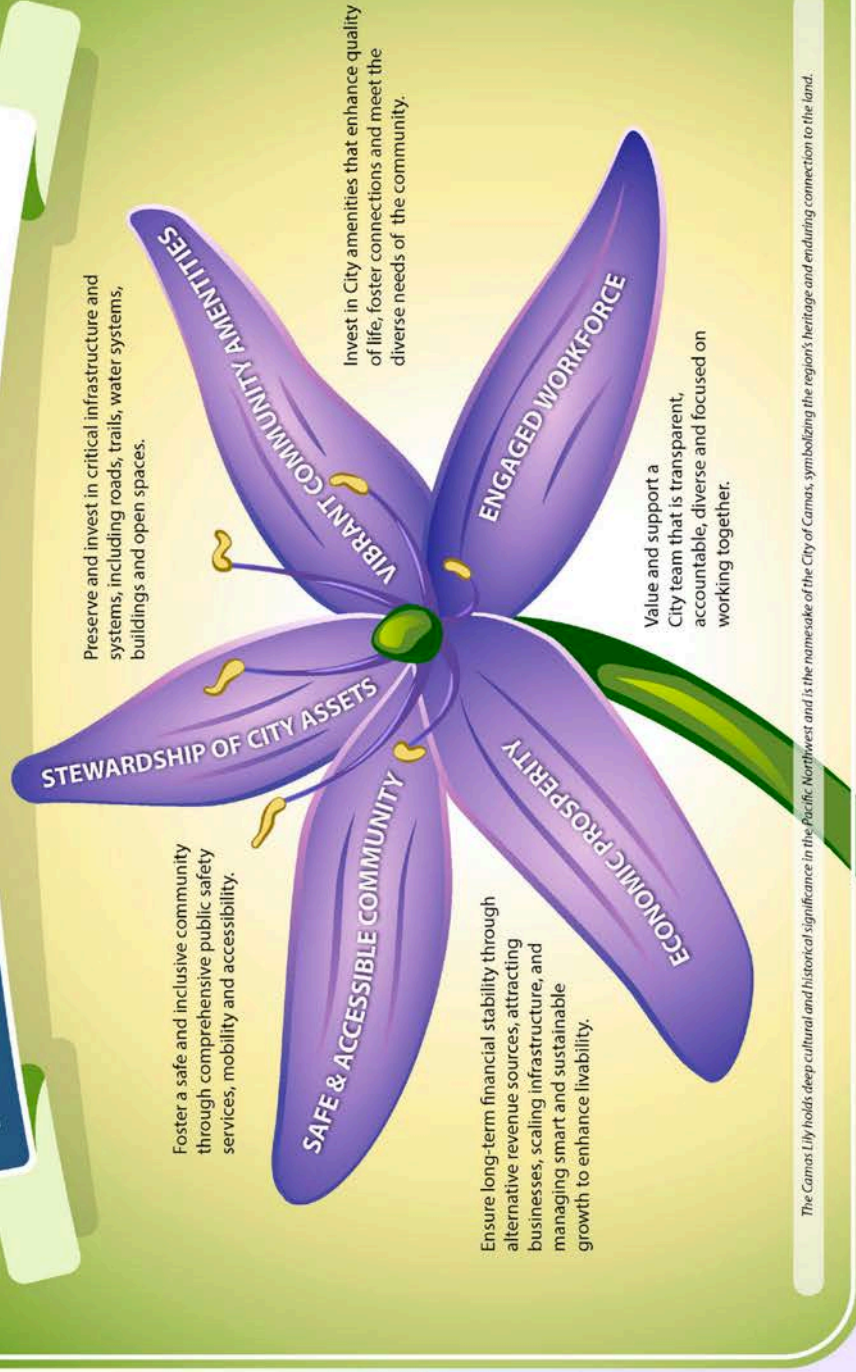 STEWARDSHIP OF CITY ASSETS
Preserve and invest in critical infrastructure and
systems, including roads, trails, water systems,
buildings and open spaces.
VIBRANT COMMUNITY AMENTITIES
Invest in City amenities that enhance quality
of life, foster connections and meet the
diverse needs of the community.
SAFE & ACCESSIBLE COMMUNITY
Foster a safe and inclusive community
through comprehensive public safety
services, mobility and accessibility.
ENGAGED WORKFORCE
Value and support a
City team that is transparent,
accountable, diverse and focused on
working together.
ECONOMIC PROSPERITY
Ensure long-term financial stability through
alternative revenue sources, attracting
businesses, scaling infrastructure, and
managing smart and sustainable
growth to enhance livability.
The Camas Lily holds deep cultural and historical significance in the Pacific Northwest and is the namesake of the City of Camas, symbolizing the region's heritage and enduring connection to the land.